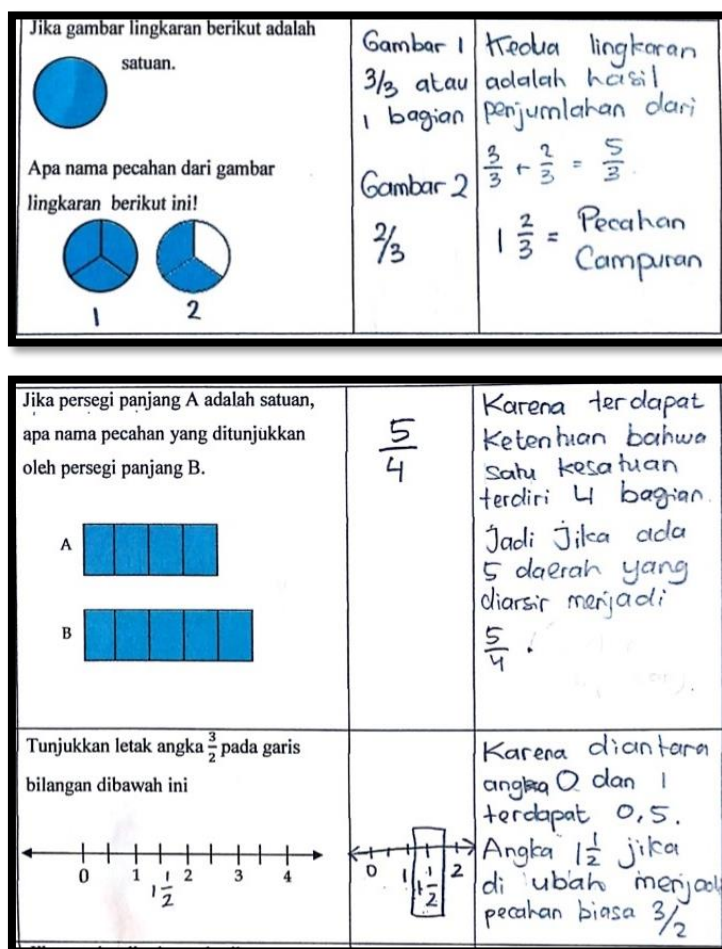 Jika gambar lingkaran berikut adalah
satuan.
Apa nama pecahan dari gambar
lingkaran berikut ini!
1 2
Gambar 1
3/3 atau
1 bagian
Gambar 2
2/3
Kedua lingkaran
adalah hasil
penjumlahan dari
3/3 + 2/3 = 5/3.
1 2/3 = Pecahan
Campuran
Jika persegi panjang A adalah satuan,
apa nama pecahan yang ditunjukkan
oleh persegi panjang B.
A
B
5/4
Karena terdapat
Ketentuan bahwa
satu kesatuan
terdiri 4 bagian.
Jadi Jika ada
5 daerah yang
diarsir menjadi
5/4.
Tunjukkan letak angka 3/2 pada garis
bilangan dibawah ini
0 1 1 1/2 2 3 4
0 1 1 1/2 2
Karena diantara
angka 0 dan 1
terdapat 0,5.
Angka 1 1/2 jika
di ubah menjadi
pecahan biasa 3/2